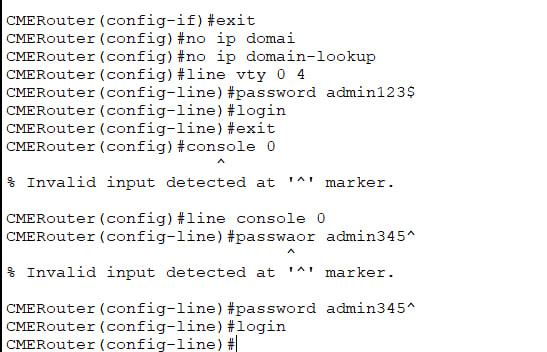 CMERouter(config-if)#exit
CMERouter(config)#no ip domai
CMERouter(config)#no ip domain-lookup
CMERouter(config)#line vty 0 4
CMERouter(config-line)#password admin123$
CMERouter(config-line)#login
CMERouter(config-line)#exit
CMERouter(config)#console 0
^
% Invalid input detected at '^' marker.
CMERouter(config)#line console 0
CMERouter(config-line)#passwaor admin345^
^
% Invalid input detected at '^' marker.
CMERouter(config-line)#password admin345^
CMERouter(config-line)#login
CMERouter(config-line)#